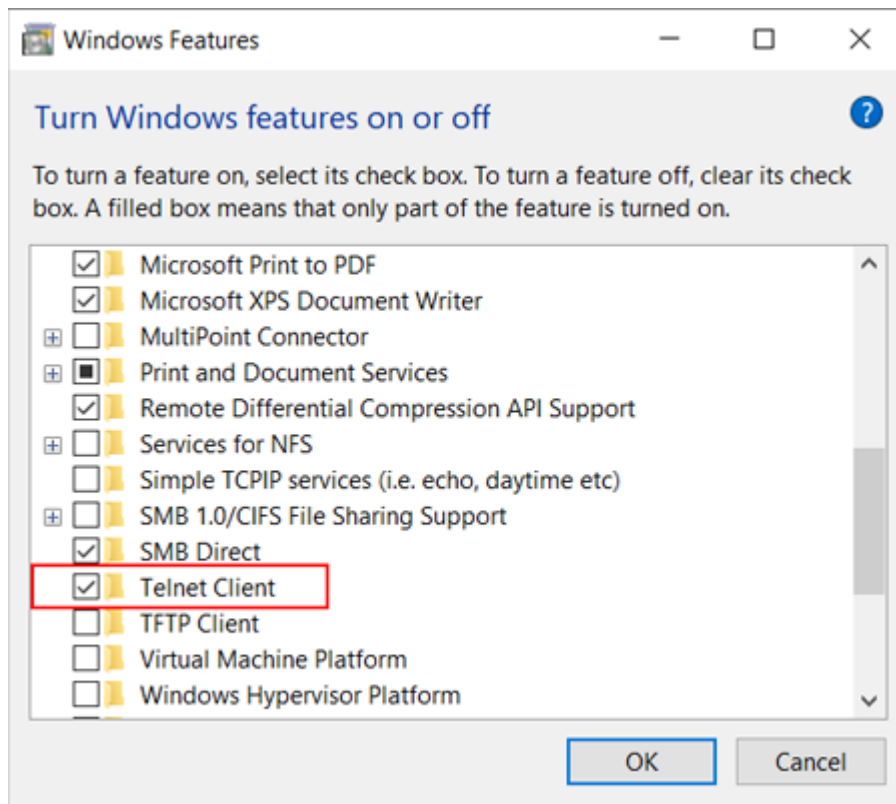 Windows Features
Turn Windows features on or off
To turn a feature on, select its check box. To turn a feature off, clear its check
box. A filled box means that only part of the feature is turned on.
Microsoft Print to PDF
Microsoft XPS Document Writer
MultiPoint Connector
Print and Document Services
Remote Differential Compression API Support
Services for NFS
Simple TCPIP services (i.e. echo, daytime etc)
SMB 1.0/CIFS File Sharing Support
SMB Direct
Telnet Client
TFTP Client
Virtual Machine Platform
Windows Hypervisor Platform
OK Cancel